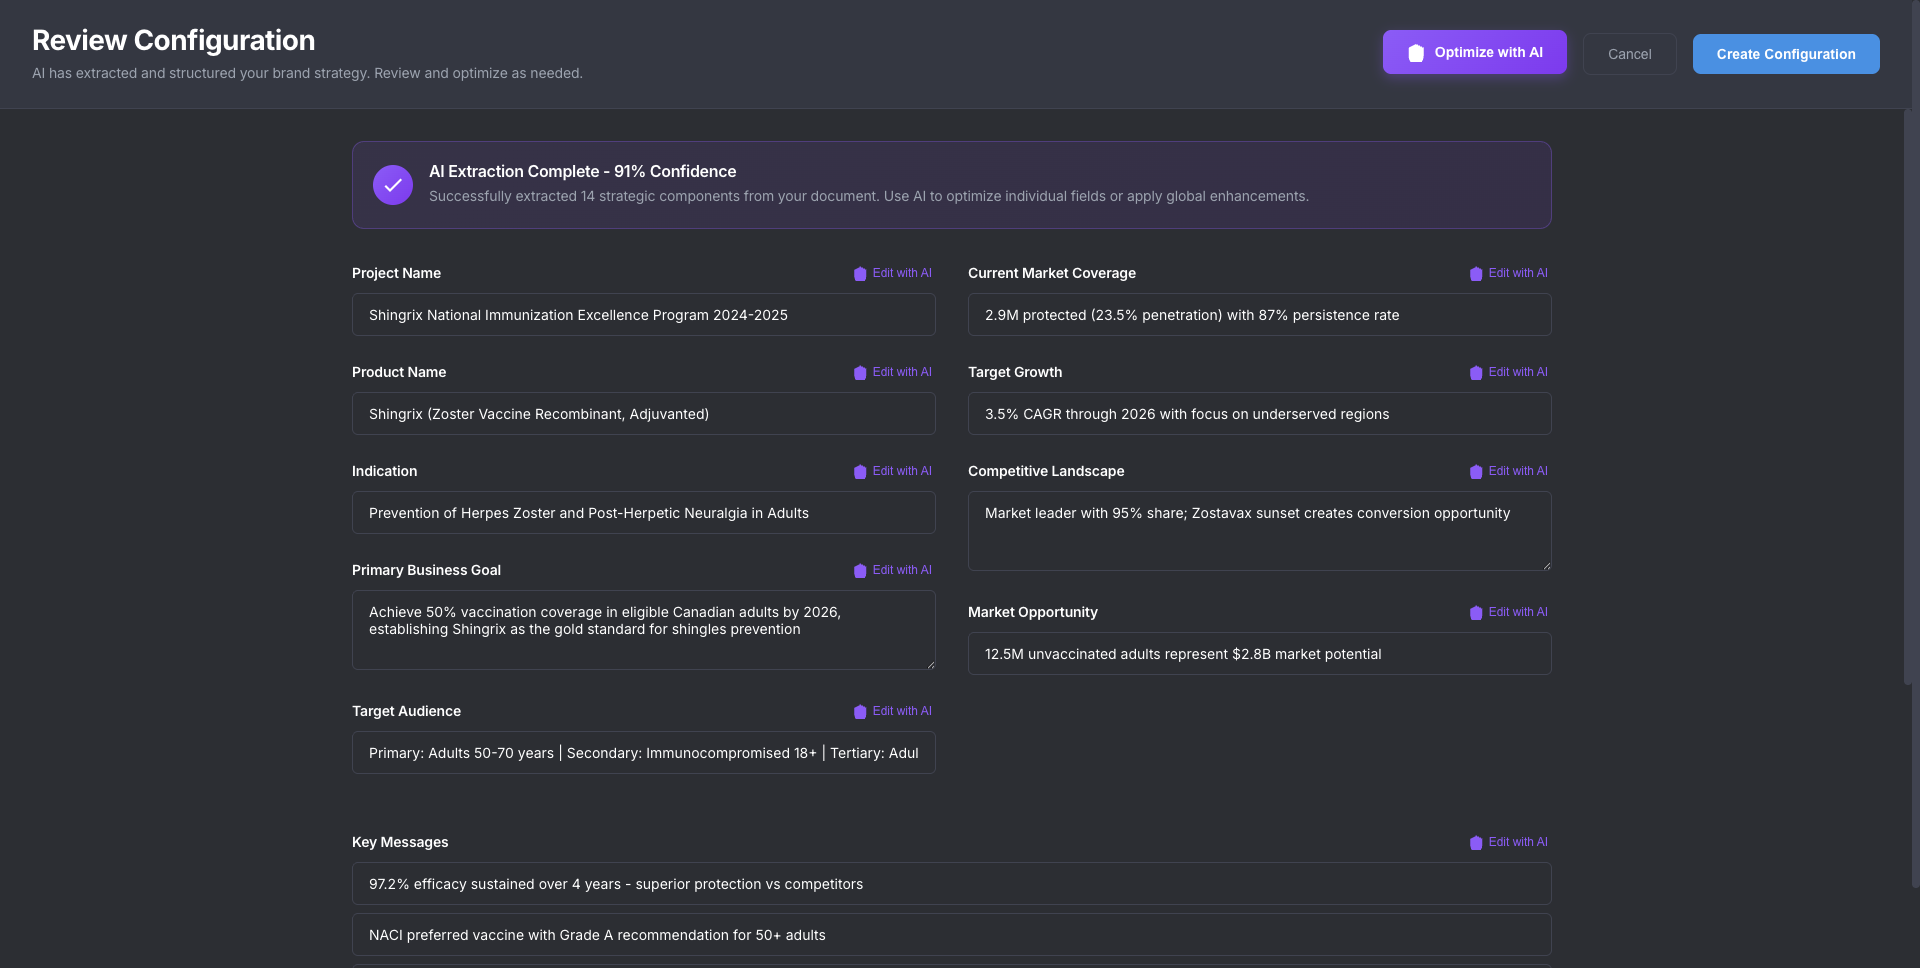 Review Configuration
AI has extracted and structured your brand strategy. Review and optimize as needed.
Optimize with AI
Cancel
Create Configuration
AI Extraction Complete - 91% Confidence
Successfully extracted 14 strategic components from your document. Use AI to optimize individual fields or apply global enhancements.
Project Name
Edit with AI
Shingrix National Immunization Excellence Program 2024-2025
Product Name
Edit with AI
Shingrix (Zoster Vaccine Recombinant, Adjuvanted)
Indication
Edit with AI
Prevention of Herpes Zoster and Post-Herpetic Neuralgia in Adults
Primary Business Goal
Edit with AI
Achieve 50% vaccination coverage in eligible Canadian adults by 2026,
establishing Shingrix as the gold standard for shingles prevention
Target Audience
Edit with AI
Primary: Adults 50-70 years | Secondary: Immunocompromised 18+ | Tertiary: Adul
Current Market Coverage
Edit with AI
2.9M protected (23.5% penetration) with 87% persistence rate
Target Growth
Edit with AI
3.5% CAGR through 2026 with focus on underserved regions
Competitive Landscape
Edit with AI
Market leader with 95% share; Zostavax sunset creates conversion opportunity
Market Opportunity
Edit with AI
12.5M unvaccinated adults represent $2.8B market potential
Key Messages
Edit with AI
97.2% efficacy sustained over 4 years - superior protection vs competitors
NACI preferred vaccine with Grade A recommendation for 50+ adults